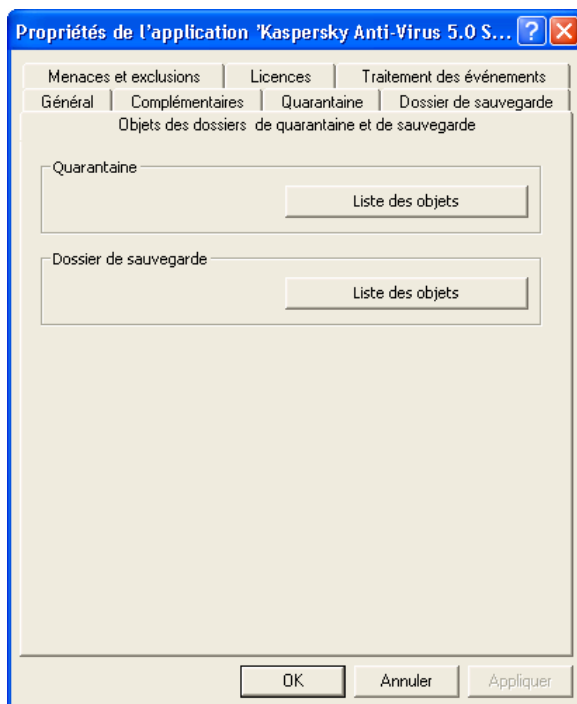 Propriétés de l'application 'Kaspersky Anti-Virus 5.0 S...
Menaces et exclusions Licences Traitement des événements
Général Complémentaires Quarantaine Dossier de sauvegarde
Objets des dossiers de quarantaine et de sauvegarde
Quarantaine
Liste des objets
Dossier de sauvegarde
Liste des objets
OK Annuler Appliquer